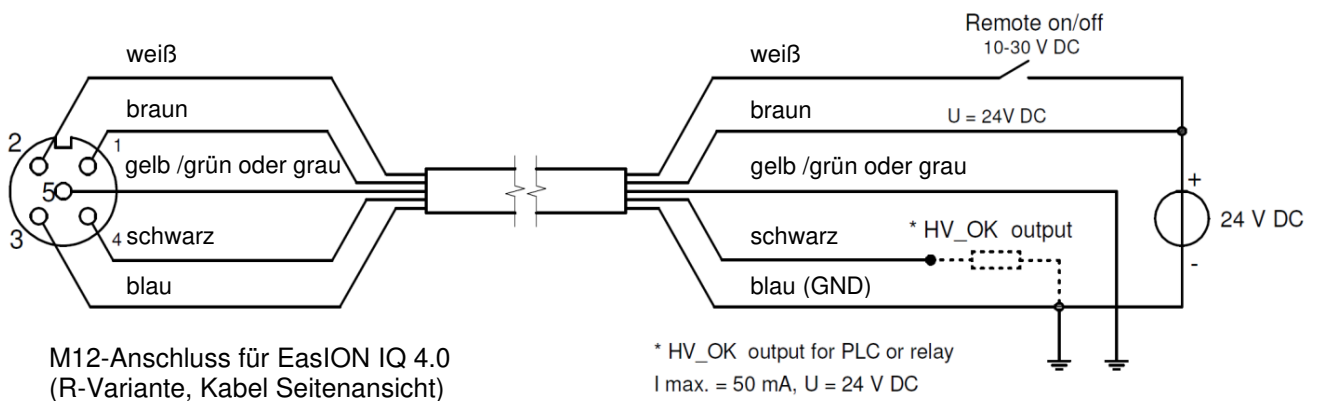 Remote on/off
10-30 V DC
weiß
weiß
braun
braun
U = 24V DC
2
1
gelb /grün oder grau
gelb /grün oder grau
5
+
24 V DC
-
3
4
schwarz
schwarz
* HV_OK output
blau
blau (GND)
M12-Anschluss für EasION IQ 4.0
(R-Variante, Kabel Seitenansicht)
* HV_OK output for PLC or relay
I max. = 50 mA, U = 24 V DC